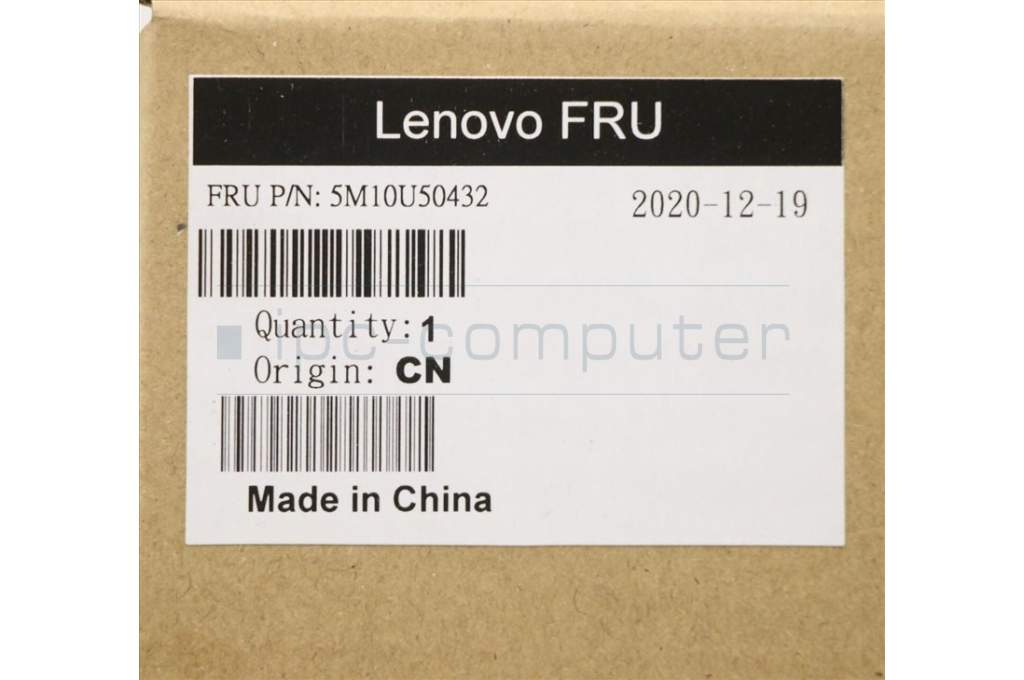 Lenovo FRU
FRU P/N: 5M10U50432
2020-12-19
Quantity: 1
ipc-computer
Origin: CN
Made in China